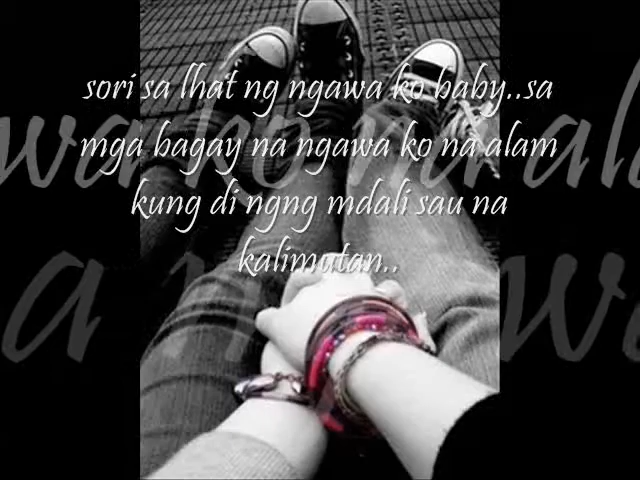 sori sa lhat ng ngawa ko baby..sa
mga bagay na ngawa ko na alam
kung di ngng mdali sau na
kalimutan..